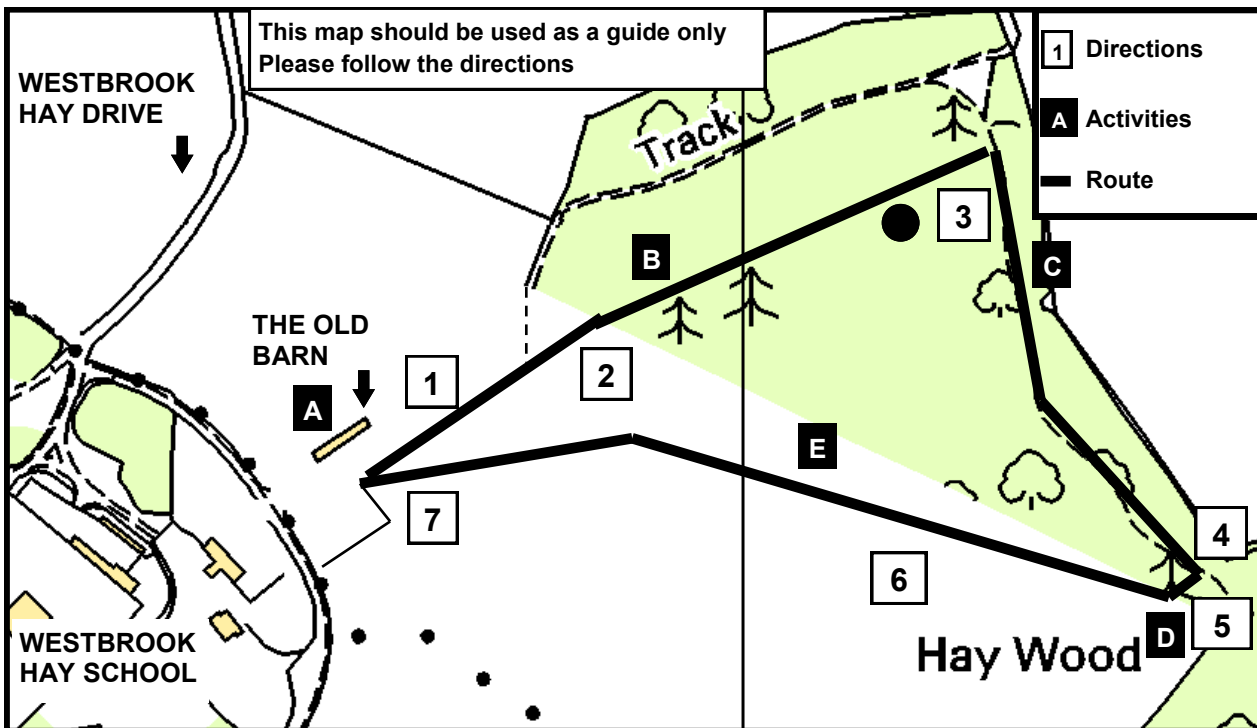 This map should be used as a guide only
Please follow the directions
1 Directions
A Activities
Route
WESTBROOK
HAY DRIVE
Track
3
B
C
THE OLD
BARN
A
1
2
E
7
4
6
5
D
Hay Wood
WESTBROOK
HAY SCHOOL